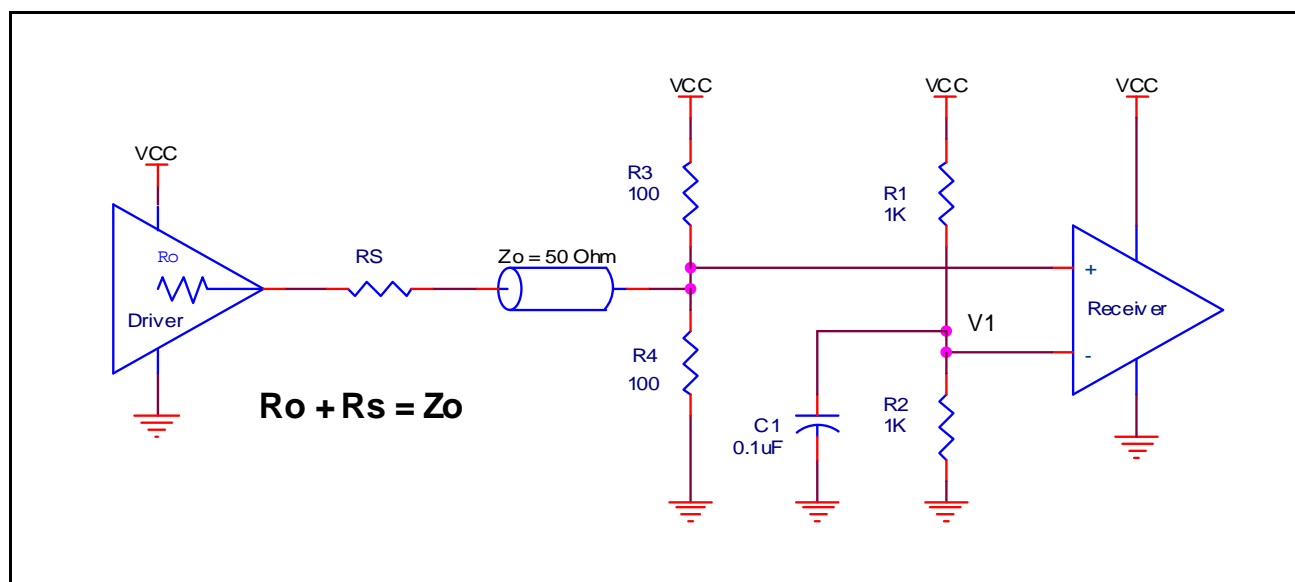 VCC
VCC
VCC
VCC
R3
100
R1
1K
Ro
RS
Zo = 50 Ohm
+
Driver
Receiver
V1
R4
100
-
Ro + Rs = Zo
C1
0.1uF
R2
1K